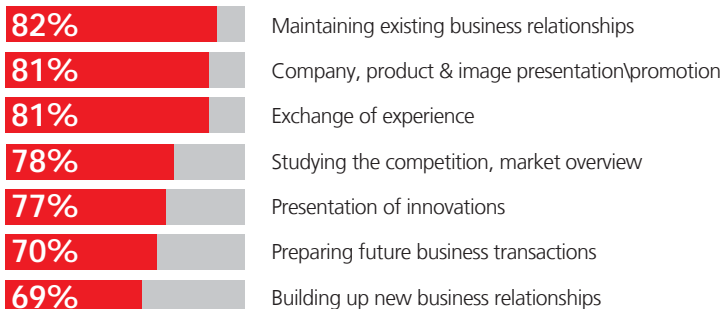 82% Maintaining existing business relationships
81% Company, product & image presentation\promotion
81% Exchange of experience
78% Studying the competition, market overview
77% Presentation of innovations
70% Preparing future business transactions
69% Building up new business relationships